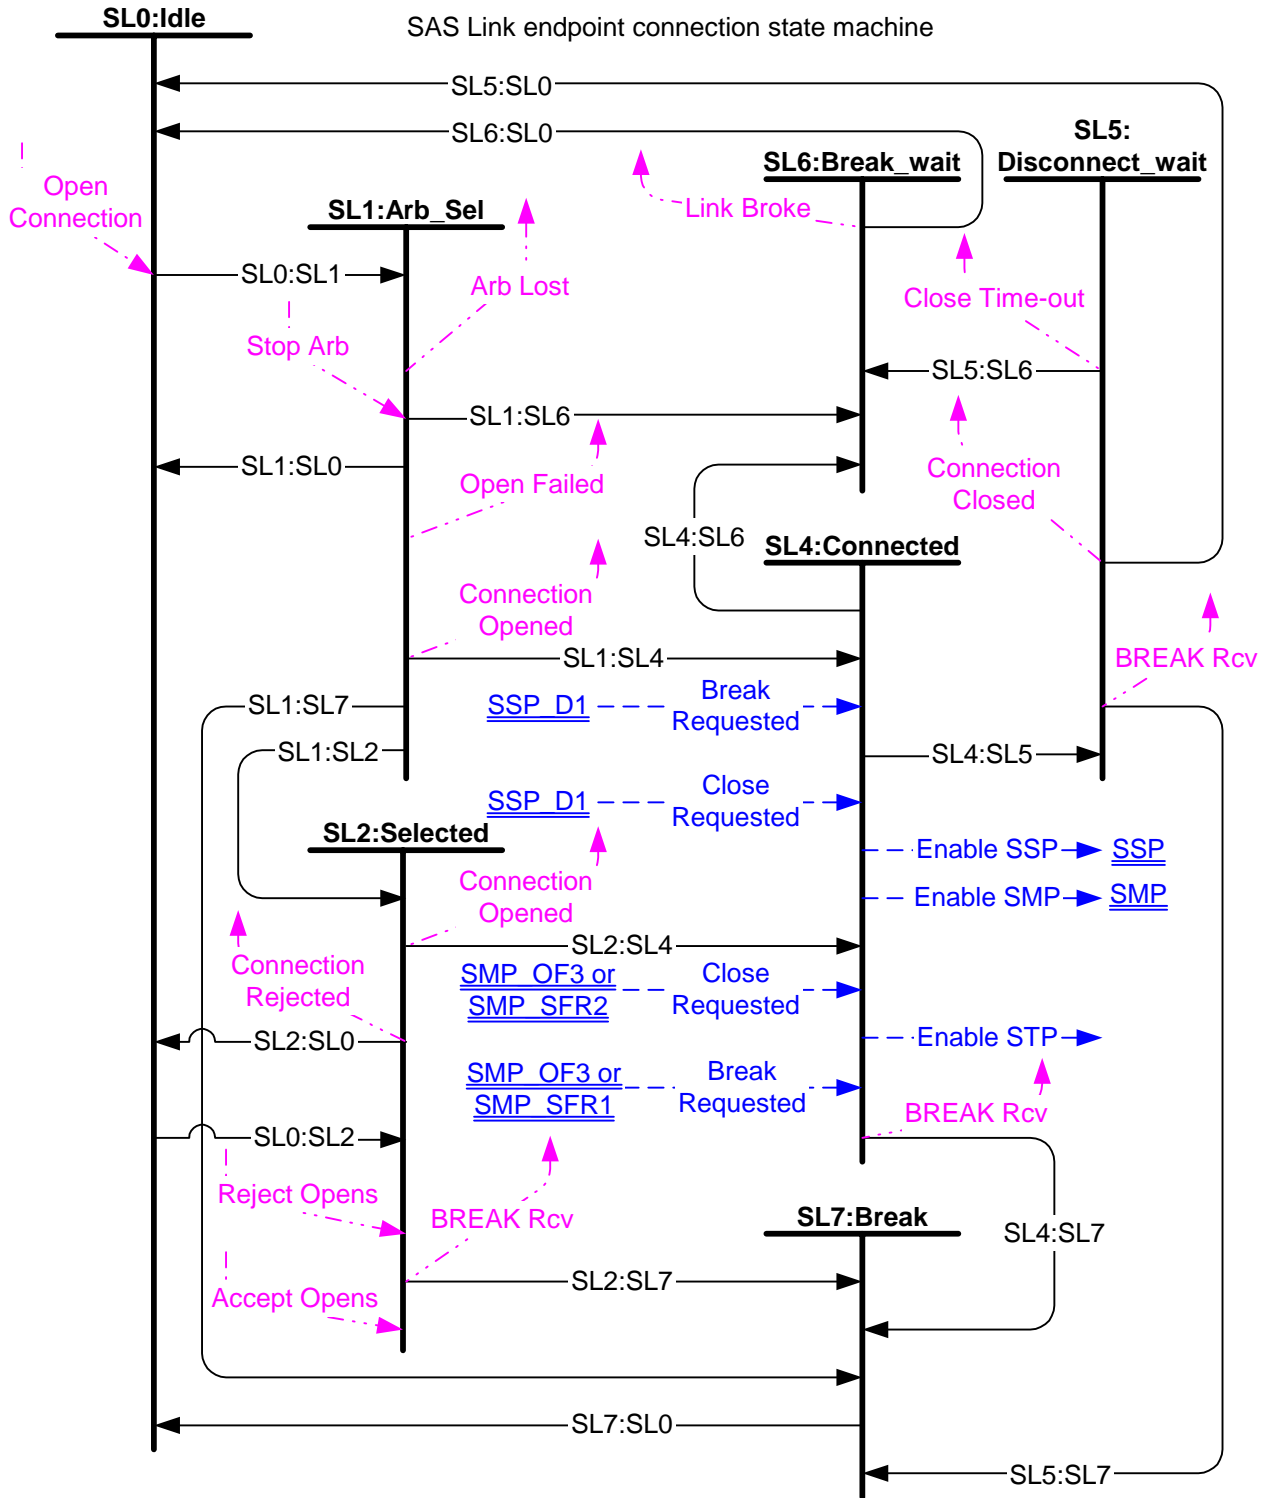 SL0:Idle
SAS Link endpoint connection state machine
SL5:SL0
SL6:SL0
SL5:
Disconnect_wait
SL6:Break_wait
Open
Connection
SL1:Arb_Sel
Link Broke
SL0:SL1
Arb Lost
Close Time-out
Stop Arb
SL5:SL6
SL1:SL6
SL1:SL0
Open Failed
Connection
Closed
SL4:SL6
SL4:Connected
Connection
Opened
SL1:SL4
BREAK Rcv
SL1:SL7
SSP_D1
Break
Requested
SL1:SL2
SL4:SL5
SSP_D1
Close
Requested
SL2:Selected
Enable SSP
SSP
Connection
Opened
Enable SMP
SMP
SL2:SL4
Connection
Rejected
SMP_OF3 or
SMP_SFR2
Close
Requested
SL2:SL0
Enable STP
SMP_OF3 or
SMP_SFR1
Break
Requested
BREAK Rcv
SL0:SL2
Reject Opens
BREAK Rcv
SL7:Break
SL4:SL7
SL2:SL7
Accept Opens
SL7:SL0
SL5:SL7